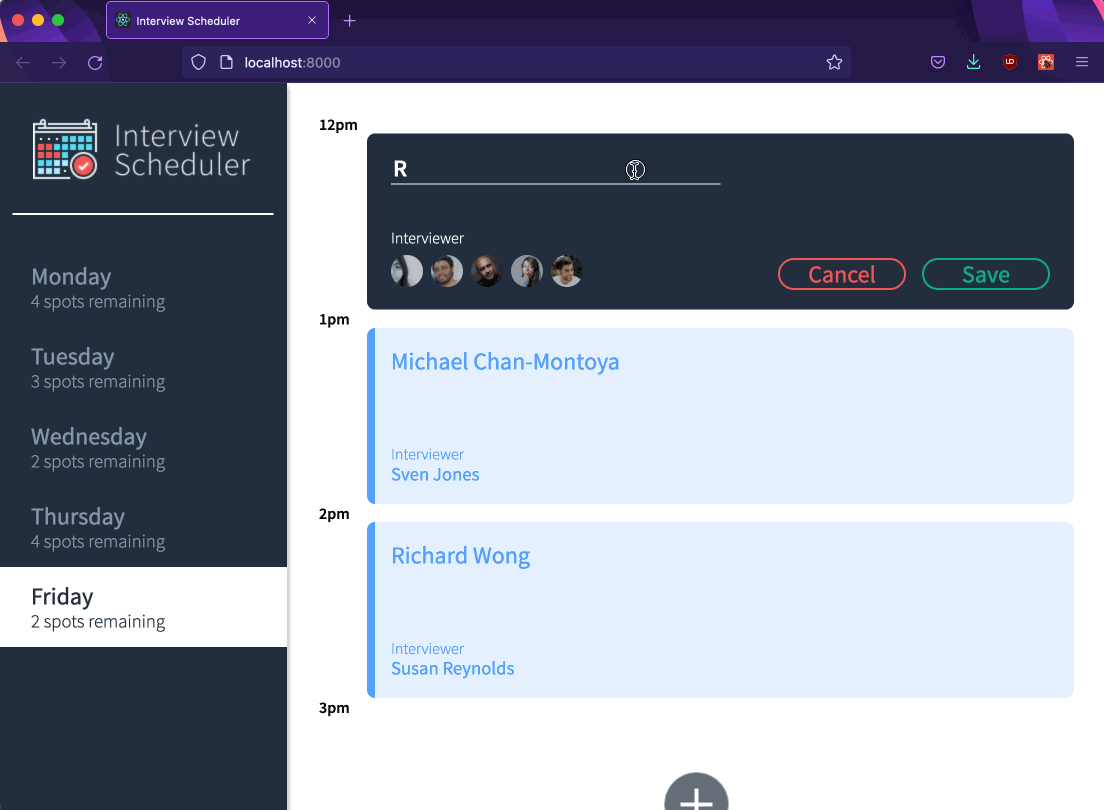 Interview Scheduler
localhost:8000
Interview
Scheduler
Monday
4 spots remaining
Tuesday
3 spots remaining
Wednesday
2 spots remaining
Thursday
4 spots remaining
Friday
2 spots remaining
12pm
R
Interviewer
Cancel
Save
1pm
Michael Chan-Montoya
Interviewer
Sven Jones
2pm
Richard Wong
Interviewer
Susan Reynolds
3pm